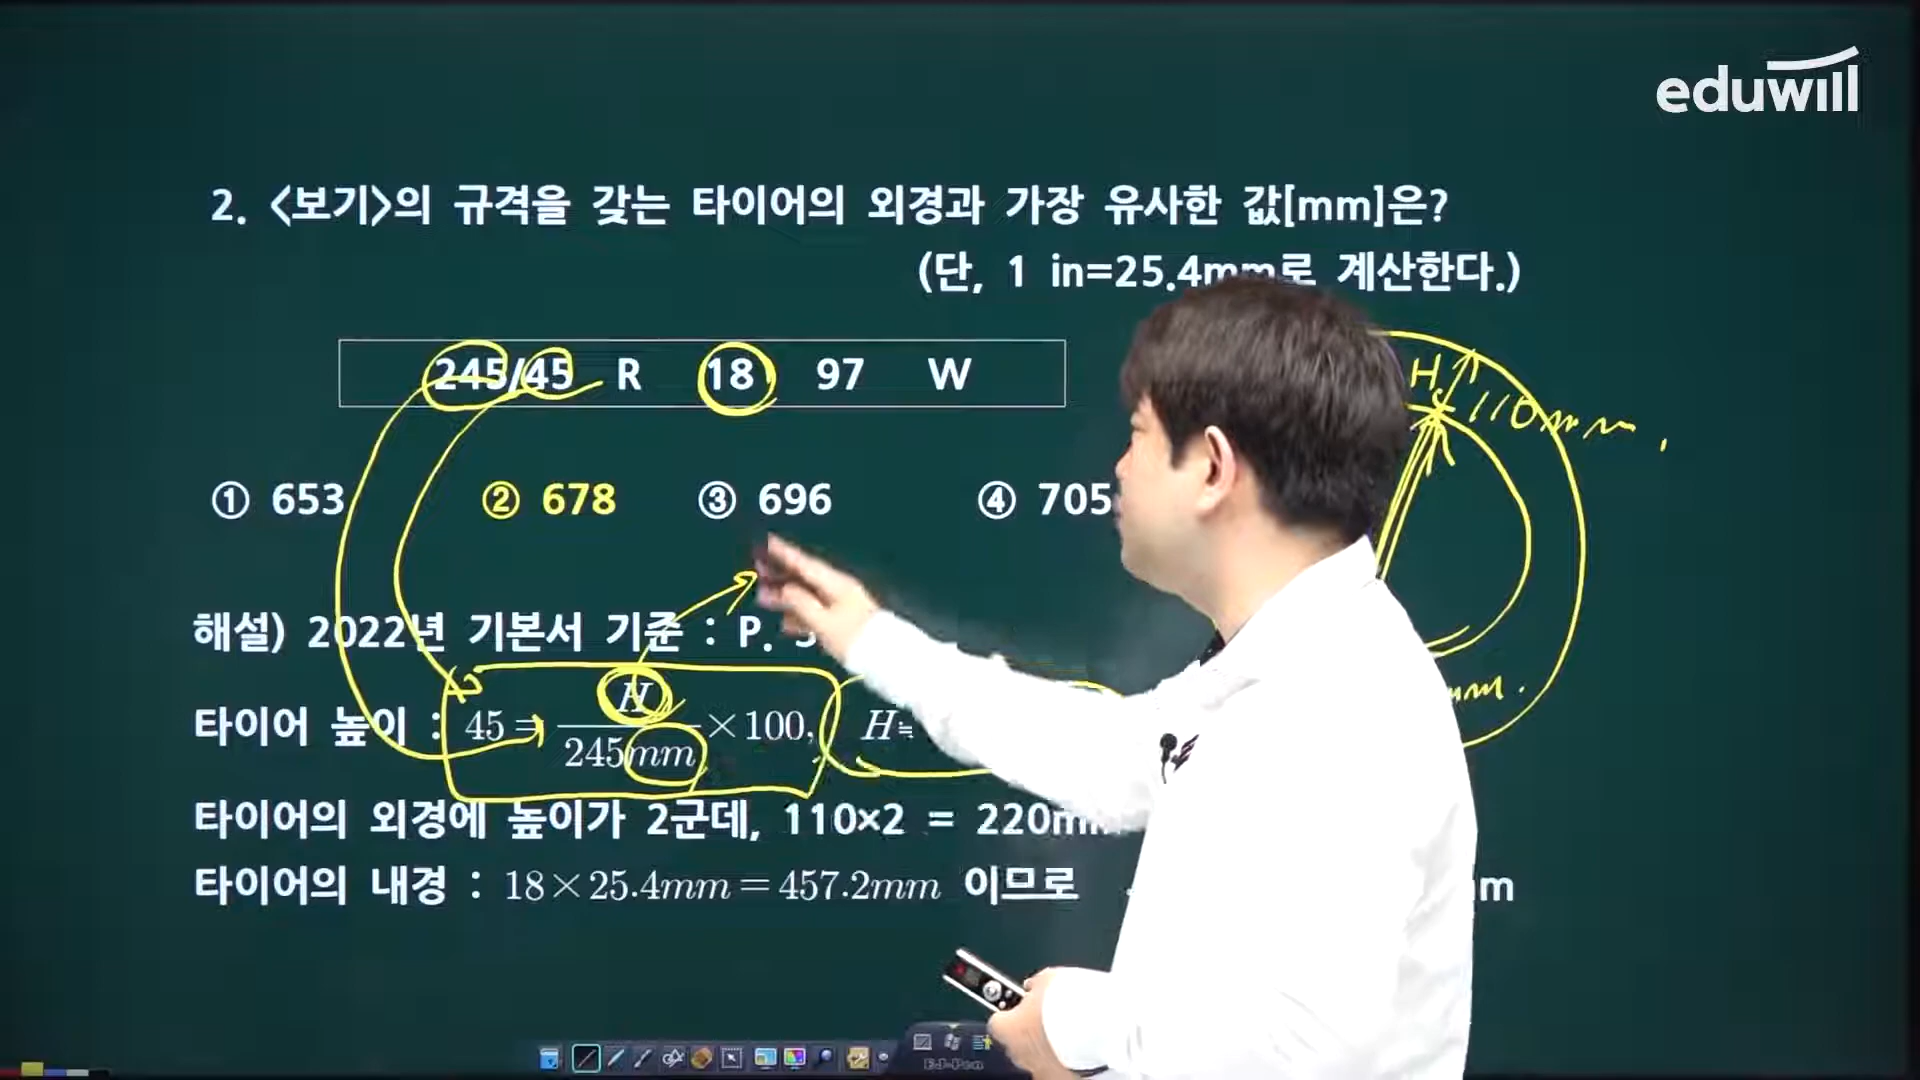 eduwill
2. <보기>의 규격을 갖는 타이어의 외경과 가장 유사한 값[mm]은?
(단, 1 in=25.4mm로 계산한다.)
245/45 R 18 97 W
H
110mm.
① 653 ② 678 ③ 696 ④ 705
해설) 2022년 기본서 기준 : P.
mm.
타이어 높이 : 45 = H/245mm ×100, H≒
타이어의 외경에 높이가 2군데, 110×2 = 220mm
타이어의 내경 : 18×25.4mm=457.2mm 이므로 m